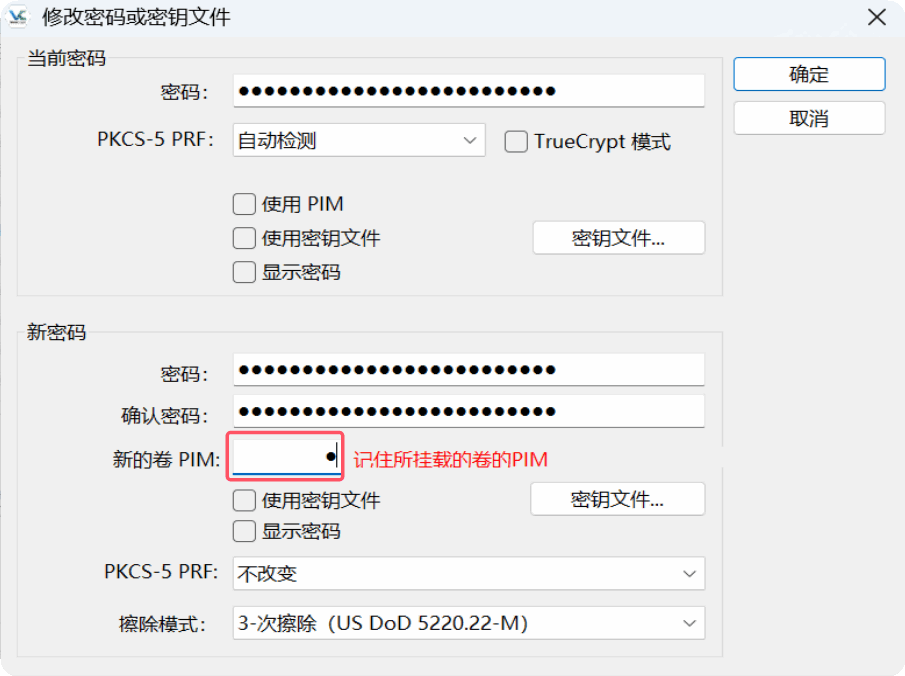 VC 修改密码或密钥文件
当前密码
确定
密码: ●●●●●●●●●●●●●●●●●●●●●●●●●
取消
PKCS-5 PRF: 自动检测 TrueCrypt 模式
使用 PIM
使用密钥文件 密钥文件...
显示密码
新密码
密码: ●●●●●●●●●●●●●●●●●●●●●●●●●
确认密码: ●●●●●●●●●●●●●●●●●●●●●●●●●
新的卷 PIM: ● 记住所挂载的卷的PIM
使用密钥文件 密钥文件...
显示密码
PKCS-5 PRF: 不改变
擦除模式: 3-次擦除（US DoD 5220.22-M）